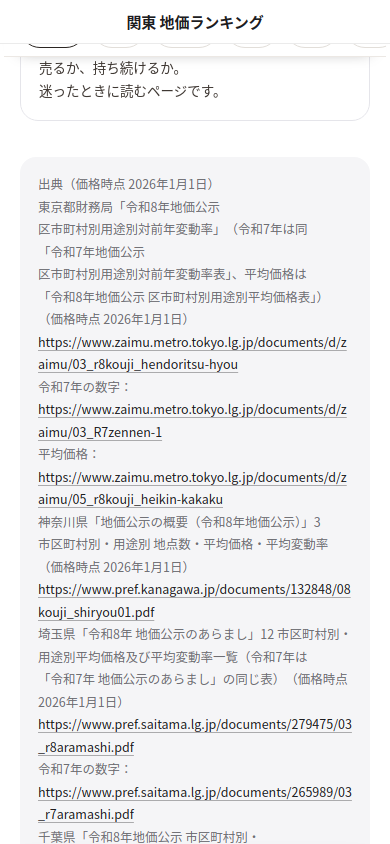 関東 地価ランキング
売るか、持ち続けるか。
迷ったときに読むページです。
出典（価格時点 2026年1月1日）
東京都財務局「令和8年地価公示
区市町村別用途別対前年変動率」（令和7年は同
「令和7年地価公示
区市町村別用途別対前年変動率表」、平均価格は
「令和8年地価公示 区市町村別用途別平均価格表」）
（価格時点 2026年1月1日）
https://www.zaimu.metro.tokyo.lg.jp/documents/d/z
aimu/03_r8kouji_hendoritsu-hyou
令和7年の数字：
https://www.zaimu.metro.tokyo.lg.jp/documents/d/z
aimu/03_R7zennen-1
平均価格：
https://www.zaimu.metro.tokyo.lg.jp/documents/d/z
aimu/05_r8kouji_heikin-kakaku
神奈川県「地価公示の概要（令和8年地価公示）」3
市区町村別・用途別 地点数・平均価格・平均変動率
（価格時点 2026年1月1日）
https://www.pref.kanagawa.jp/documents/132848/08
kouji_shiryou01.pdf
埼玉県「令和8年 地価公示のあらまし」12 市区町村別・
用途別平均価格及び平均変動率一覧（令和7年は
「令和7年 地価公示のあらまし」の同じ表）（価格時点
2026年1月1日）
https://www.pref.saitama.lg.jp/documents/279475/03
_r8aramashi.pdf
令和7年の数字：
https://www.pref.saitama.lg.jp/documents/265989/03
_r7aramashi.pdf
千葉県「令和8年地価公示 市区町村別・